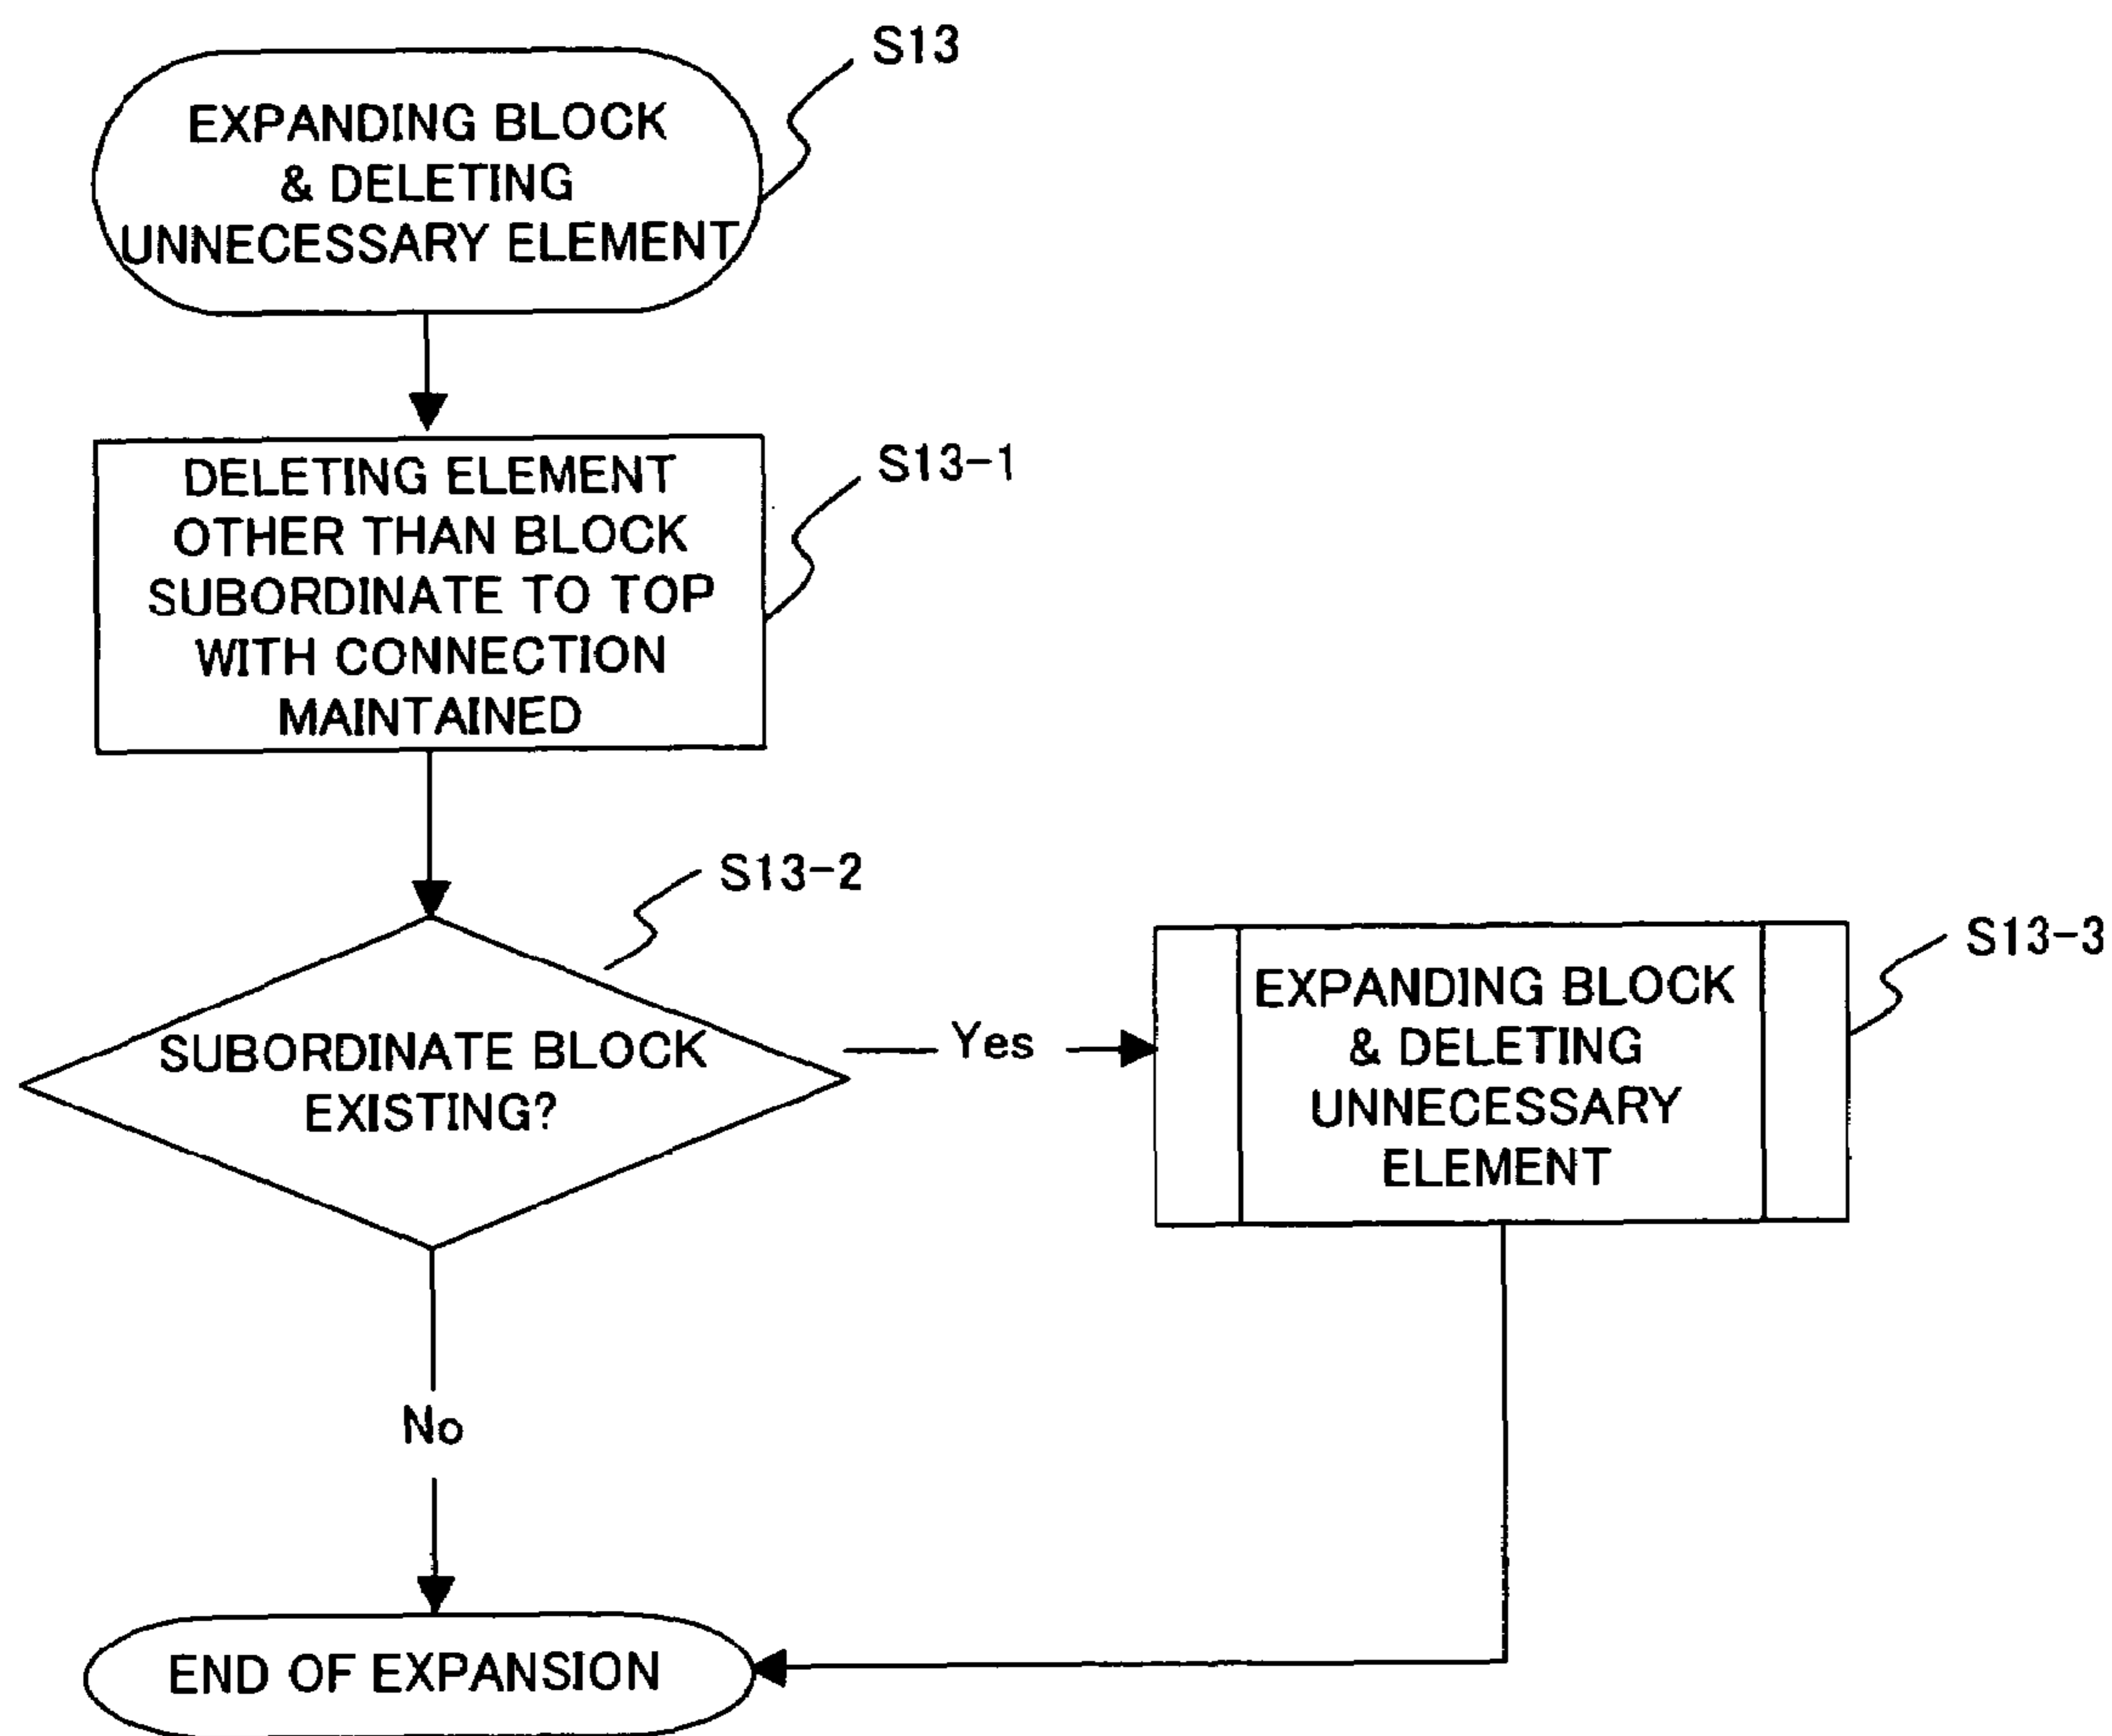 S13
EXPANDING BLOCK
& DELETING
UNNECESSARY ELEMENT
S13-1
DELETING ELEMENT
OTHER THAN BLOCK
SUBORDINATE TO TOP
WITH CONNECTION
MAINTAINED
S13-2
SUBORDINATE BLOCK
EXISTING?
Yes
S13-3
EXPANDING BLOCK
& DELETING
UNNECESSARY
ELEMENT
No
END OF EXPANSION